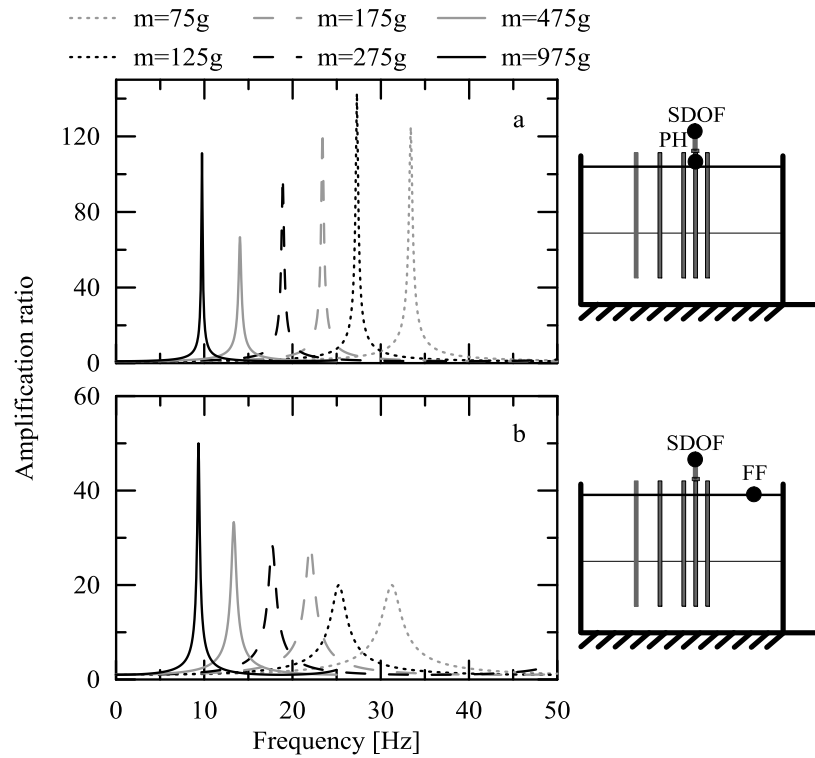 m=75g m=175g m=475g
m=125g m=275g m=975g
a
120
80
40
0
SDOF
PH
Amplification ratio
b
60
40
20
0
SDOF
FF
0 10 20 30 40 50
Frequency [Hz]